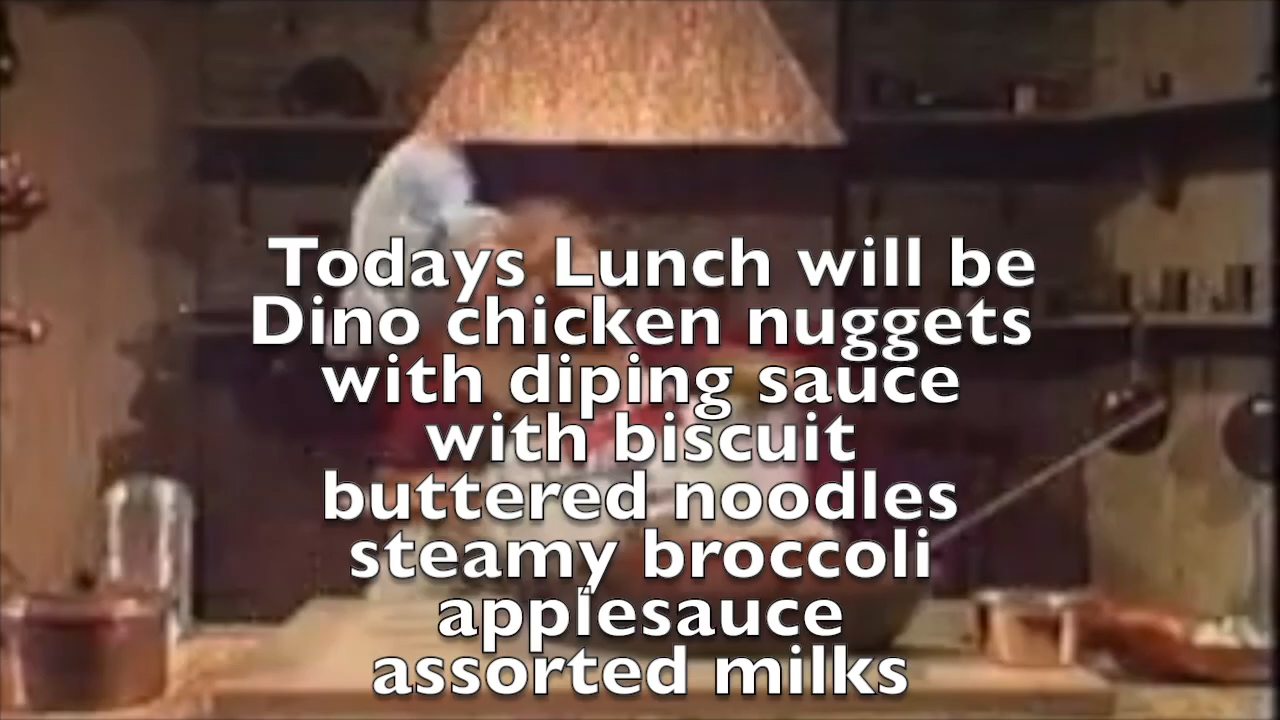 Todays Lunch will be
Dino chicken nuggets
with diping sauce
with biscuit
buttered noodles
steamy broccoli
applesauce
assorted milks